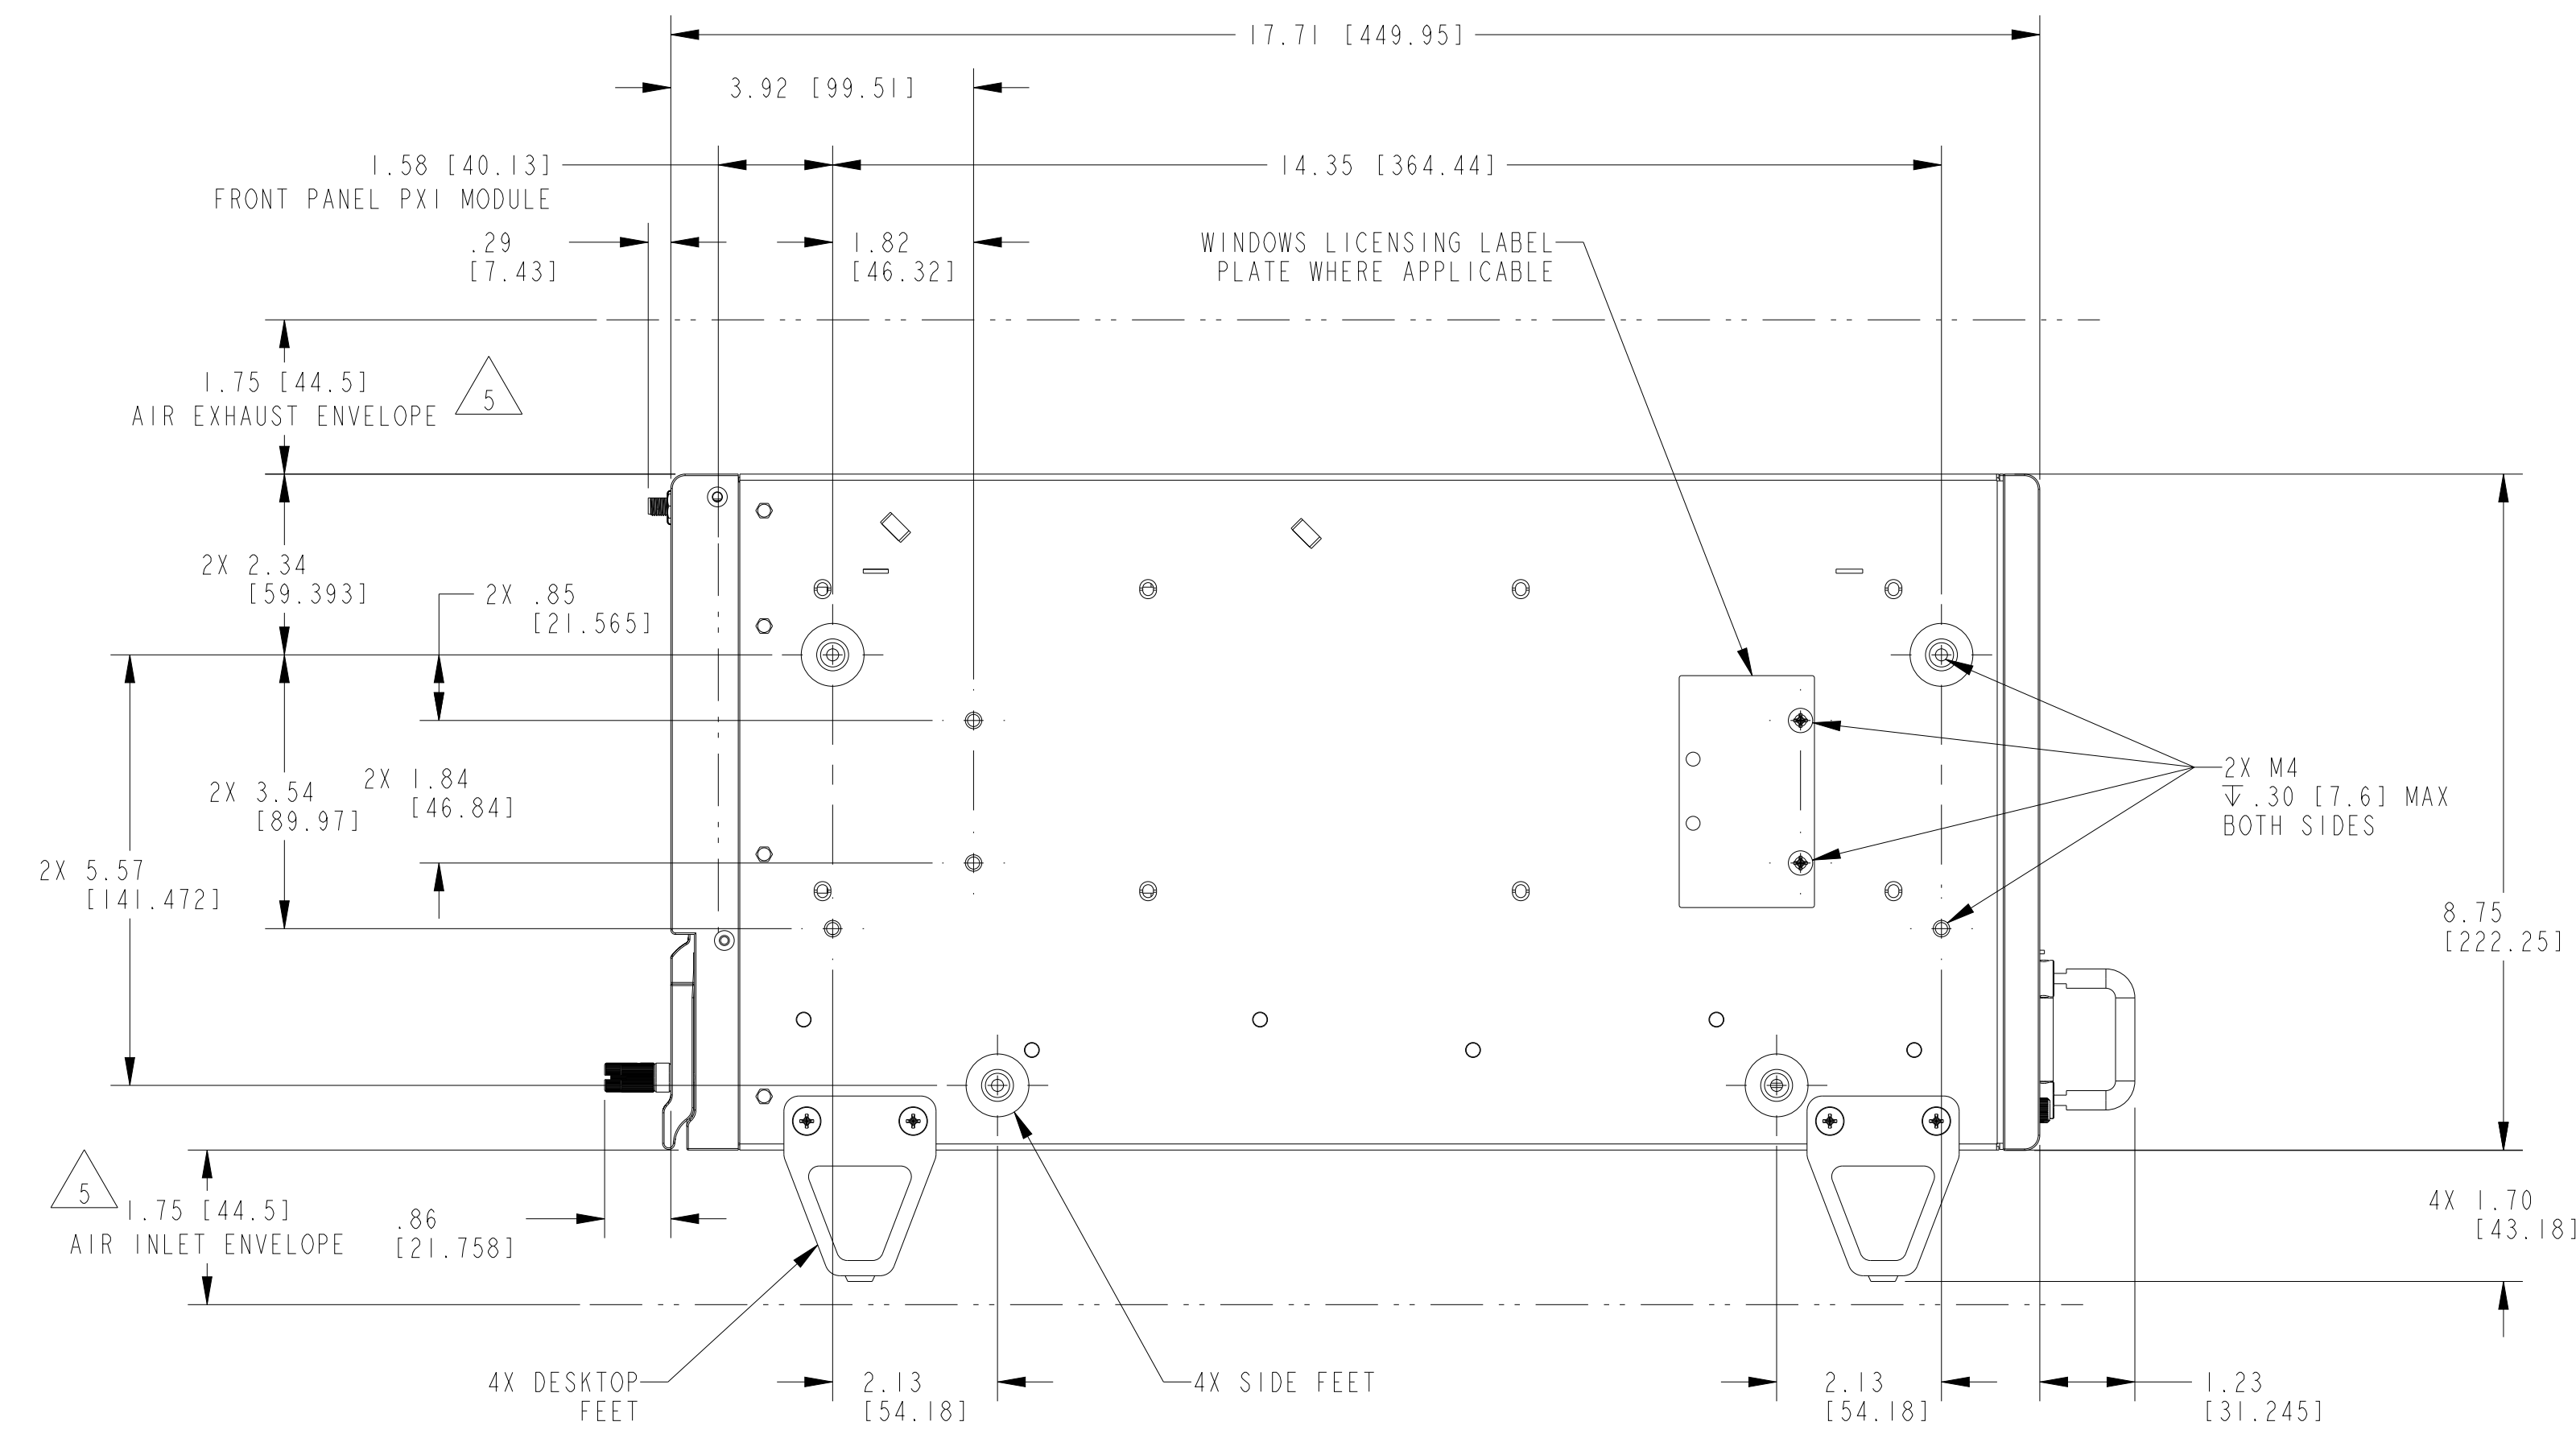 17.71 [449.95]
3.92 [99.51]
1.58 [40.13]
FRONT PANEL PXI MODULE
14.35 [364.44]
.29
[7.43]
1.82
[46.32]
WINDOWS LICENSING LABEL
PLATE WHERE APPLICABLE
1.75 [44.5]
AIR EXHAUST ENVELOPE
5
2X 2.34
[59.393]
2X .85
[21.565]
2X 1.84
[46.84]
2X 3.54
[89.97]
2X 5.57
[141.472]
2X M4
↧ .30 [7.6] MAX
BOTH SIDES
8.75
[222.25]
5
1.75 [44.5]
AIR INLET ENVELOPE
.86
[21.758]
4X 1.70
[43.18]
4X DESKTOP
FEET
2.13
[54.18]
4X SIDE FEET
2.13
[54.18]
1.23
[31.245]